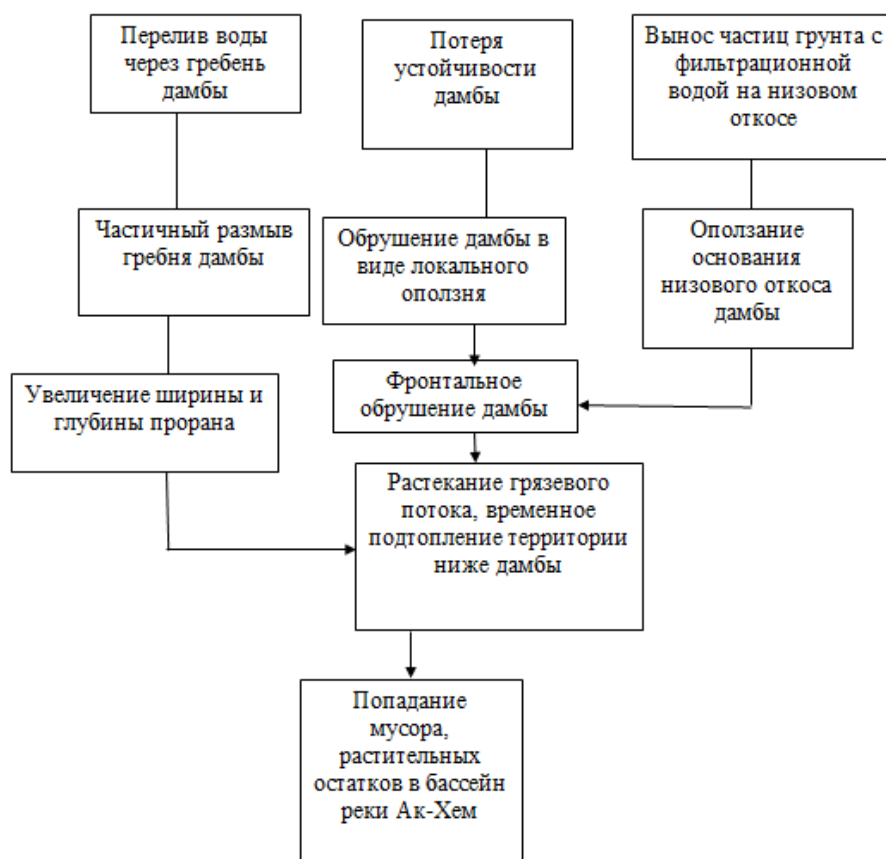 Перелив воды
через гребень
дамбы
Потеря
устойчивости
дамбы
Вынос частиц грунта с
фильтрационной
водой на низовом
откосе
Частичный размыв
гребня дамбы
Обрушение дамбы в
виде локального
оползня
Оползание
основания
низового откоса
дамбы
Увеличение ширины и
глубины прорана
Фронтальное
обрушение дамбы
Растекание грязевого
потока, временное
подтопление территории
ниже дамбы
Попадание
мусора,
растительных
остатков в бассейн
реки Ак-Хем